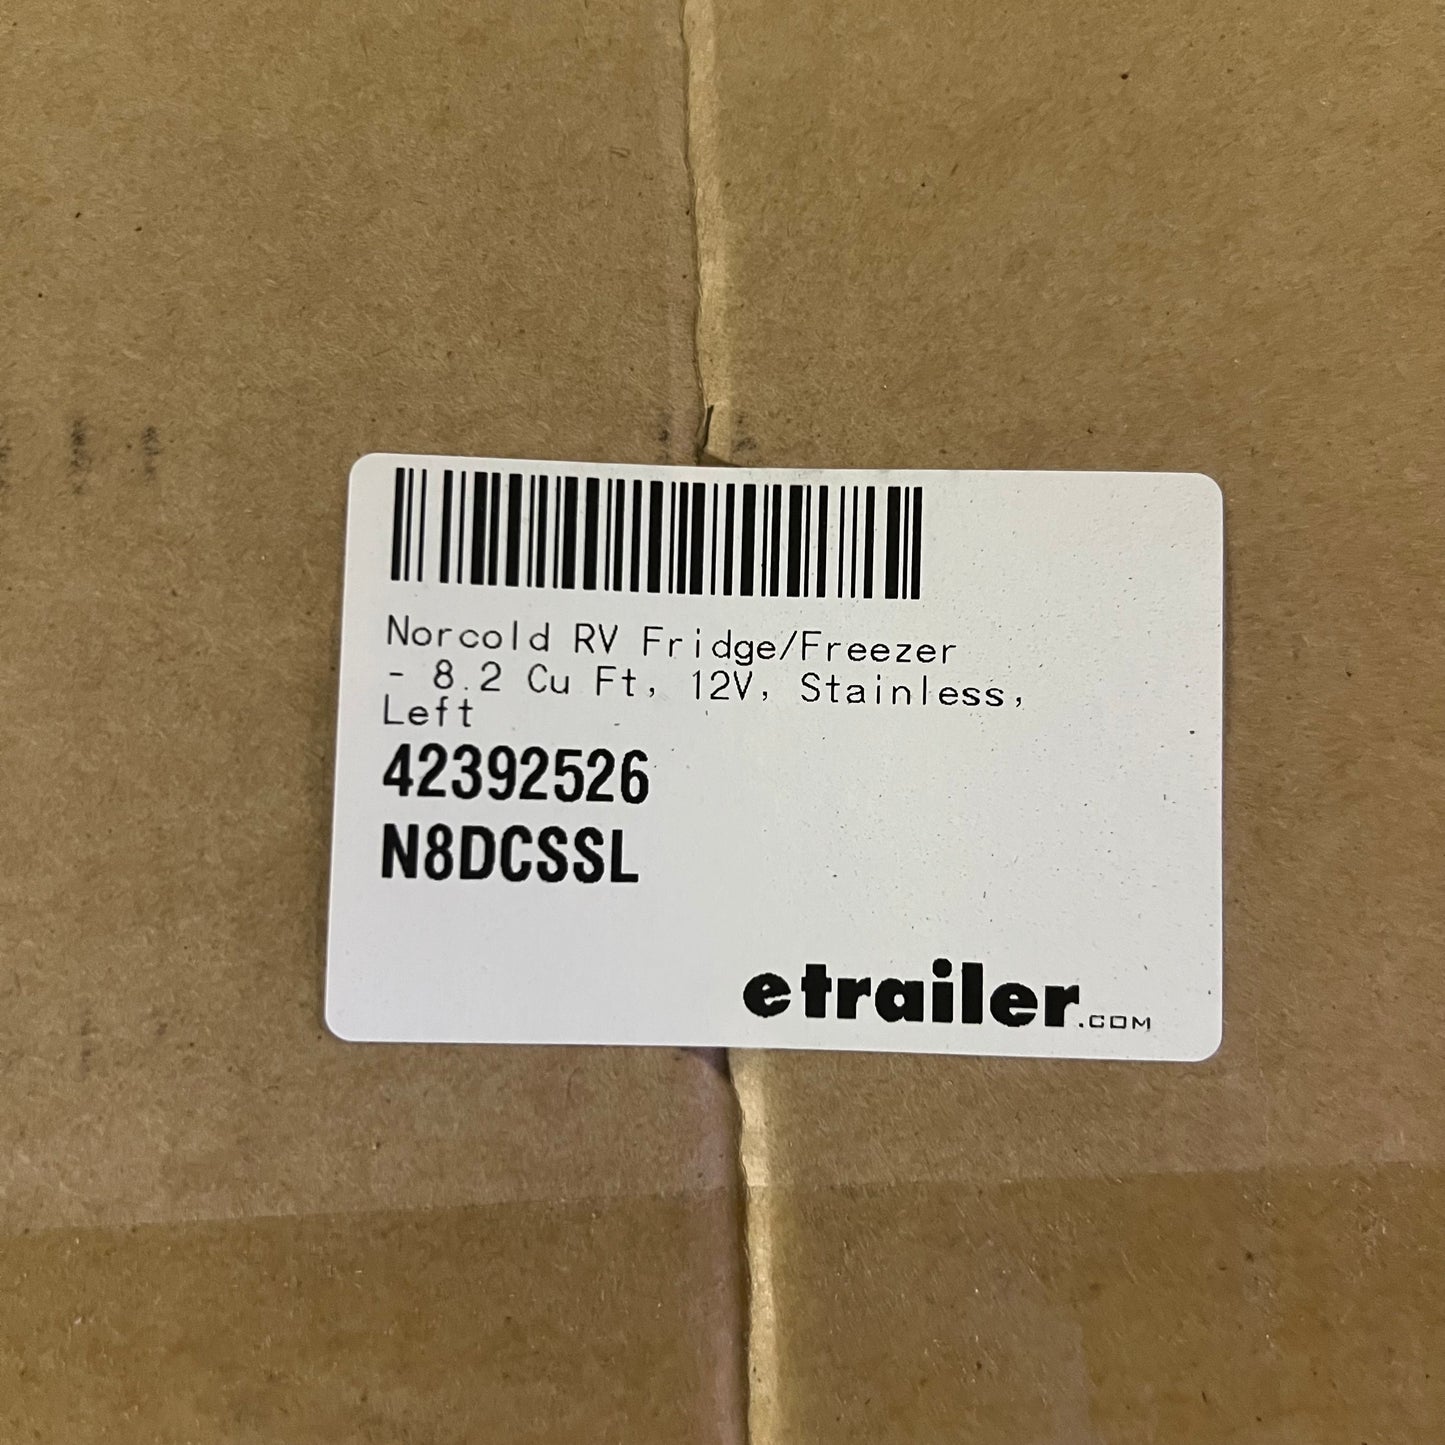 Norcold RV Fridge/Freezer
- 8.2 Cu Ft, 12V, Stainless,
Left
42392526
N8DCSSL
etrailer.com